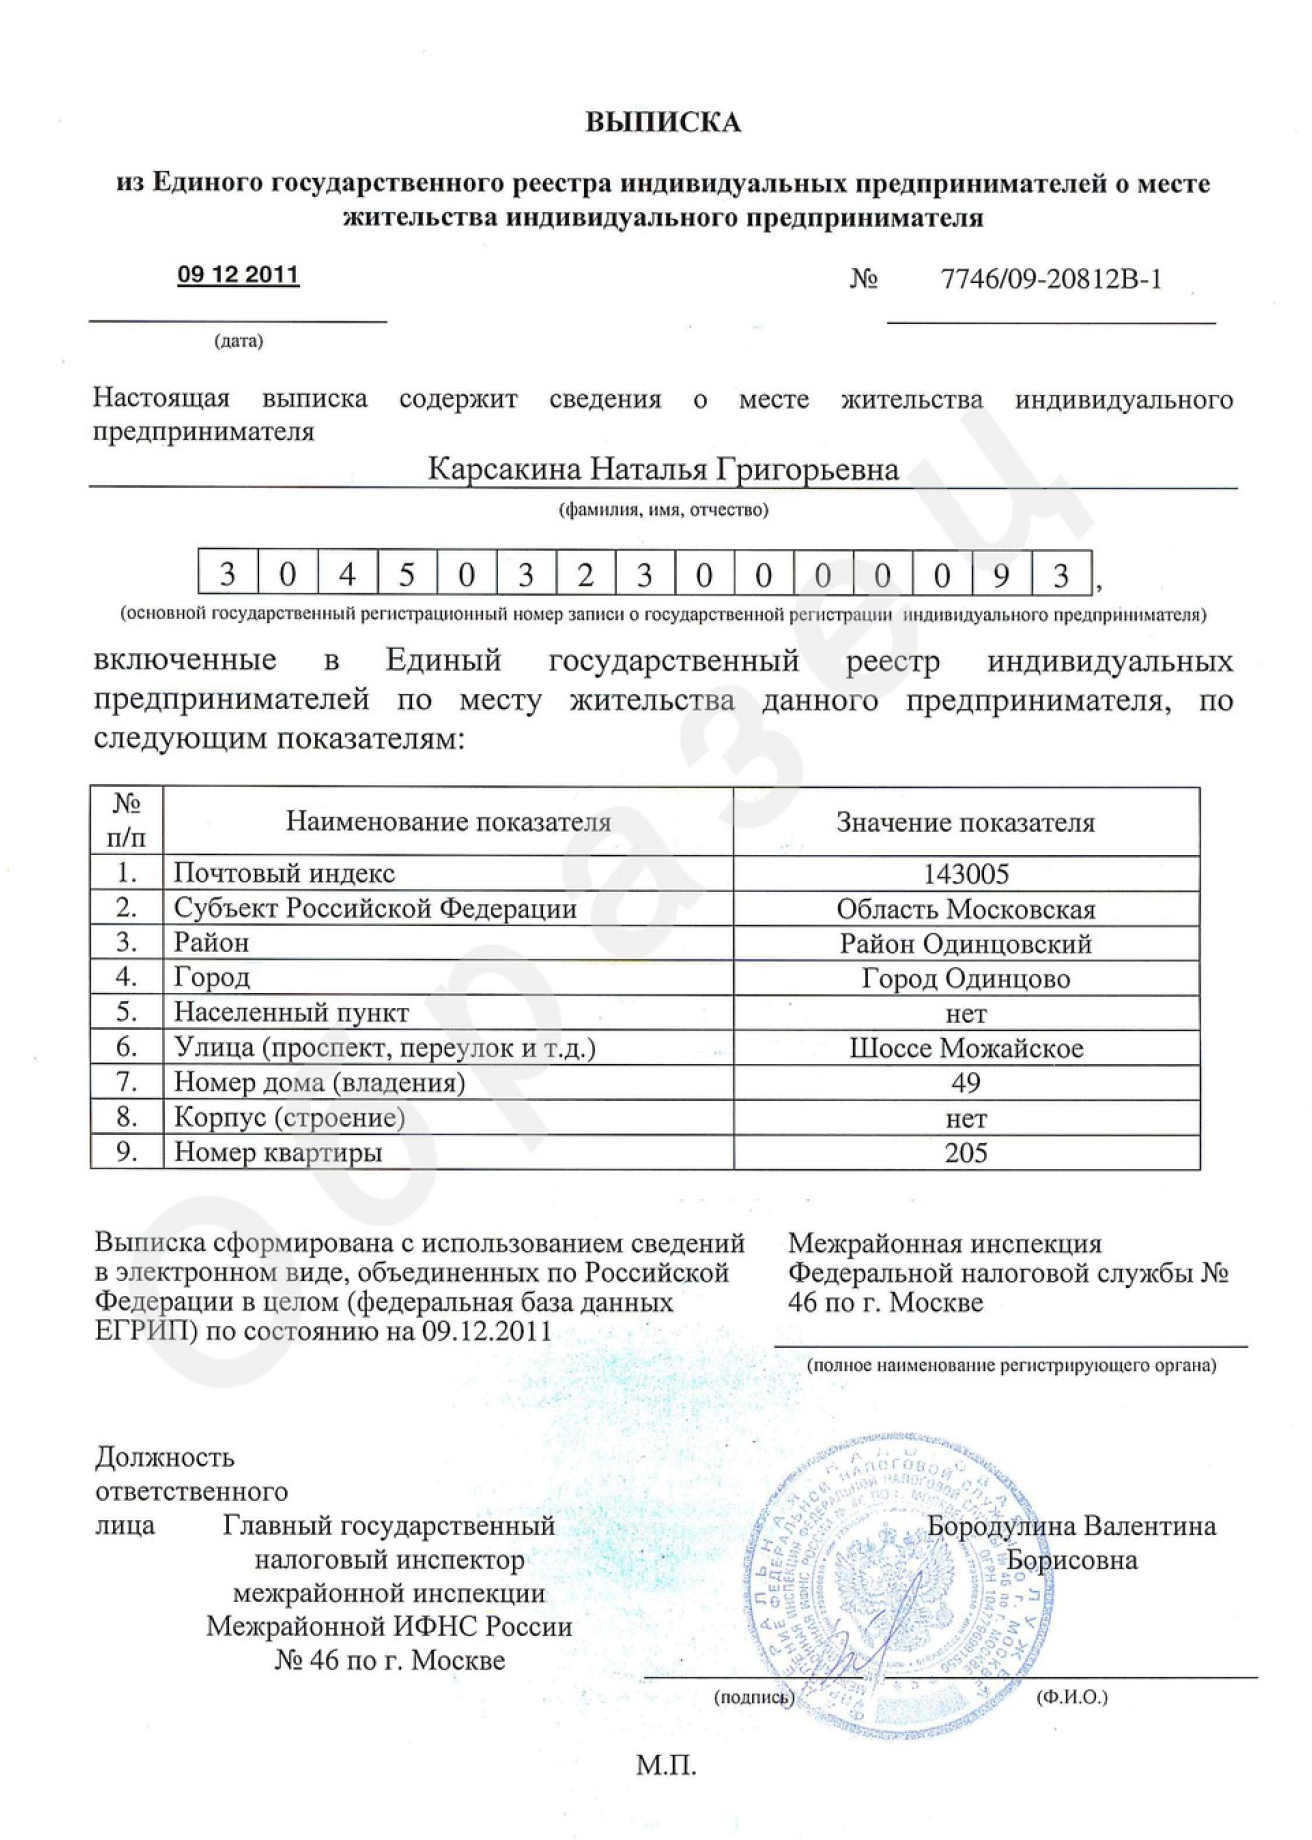 ВЫПИСКА
из Единого государственного реестра индивидуальных предпринимателей о месте
жительства индивидуального предпринимателя
09 12 2011
№ 7746/09-20812В-1
(дата)
Настоящая выписка содержит сведения о месте жительства индивидуального
предпринимателя
Карсакина Наталья Григорьевна
(фамилия, имя, отчество)
3 0 4 5 0 3 2 3 0 0 0 0 0 9 3 ,
(основной государственный регистрационный номер записи о государственной регистрации индивидуального предпринимателя)
включенные в Единый государственный реестр индивидуальных
предпринимателей по месту жительства данного предпринимателя, по
следующим показателям:
№ п/п Наименование показателя Значение показателя
1. Почтовый индекс 143005
2. Субъект Российской Федерации Область Московская
3. Район Район Одинцовский
4. Город Город Одинцово
5. Населенный пункт нет
6. Улица (проспект, переулок и т.д.) Шоссе Можайское
7. Номер дома (владения) 49
8. Корпус (строение) нет
9. Номер квартиры 205
Образец
Выписка сформирована с использованием сведений
в электронном виде, объединенных по Российской
Федерации в целом (федеральная база данных
ЕГРИП) по состоянию на 09.12.2011
Межрайонная инспекция
Федеральной налоговой службы №
46 по г. Москве
(полное наименование регистрирующего органа)
Должность
ответственного
лица Главный государственный
налоговый инспектор
межрайонной инспекции
Межрайонной ИФНС России
№ 46 по г. Москве
Бородулина Валентина
Борисовна
(подпись)
(Ф.И.О.)
М.П.